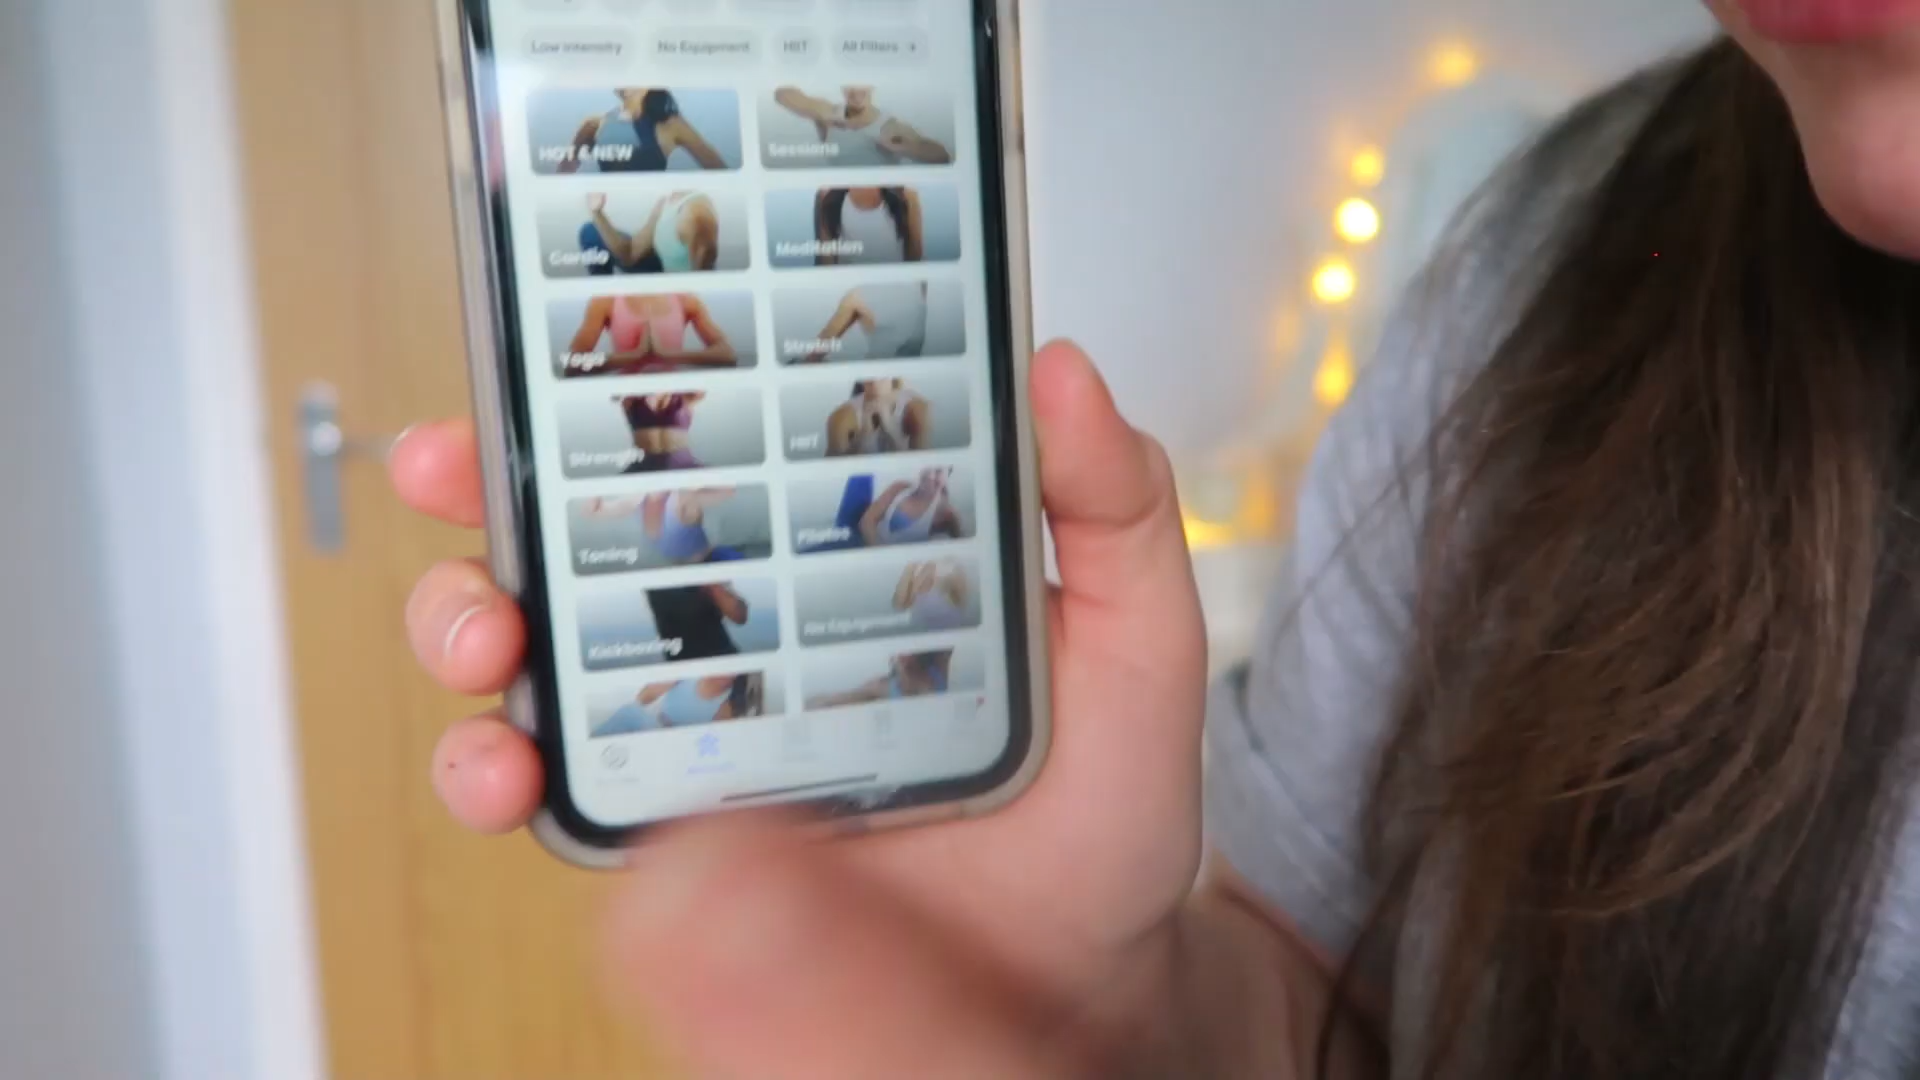 Low Intensity No Equipment HIIT All Filters
HOT & NEW Sessions
Cardio Meditation
Yoga Stretch
Strength HIIT
Toning Pilates
Kickboxing No Equipment